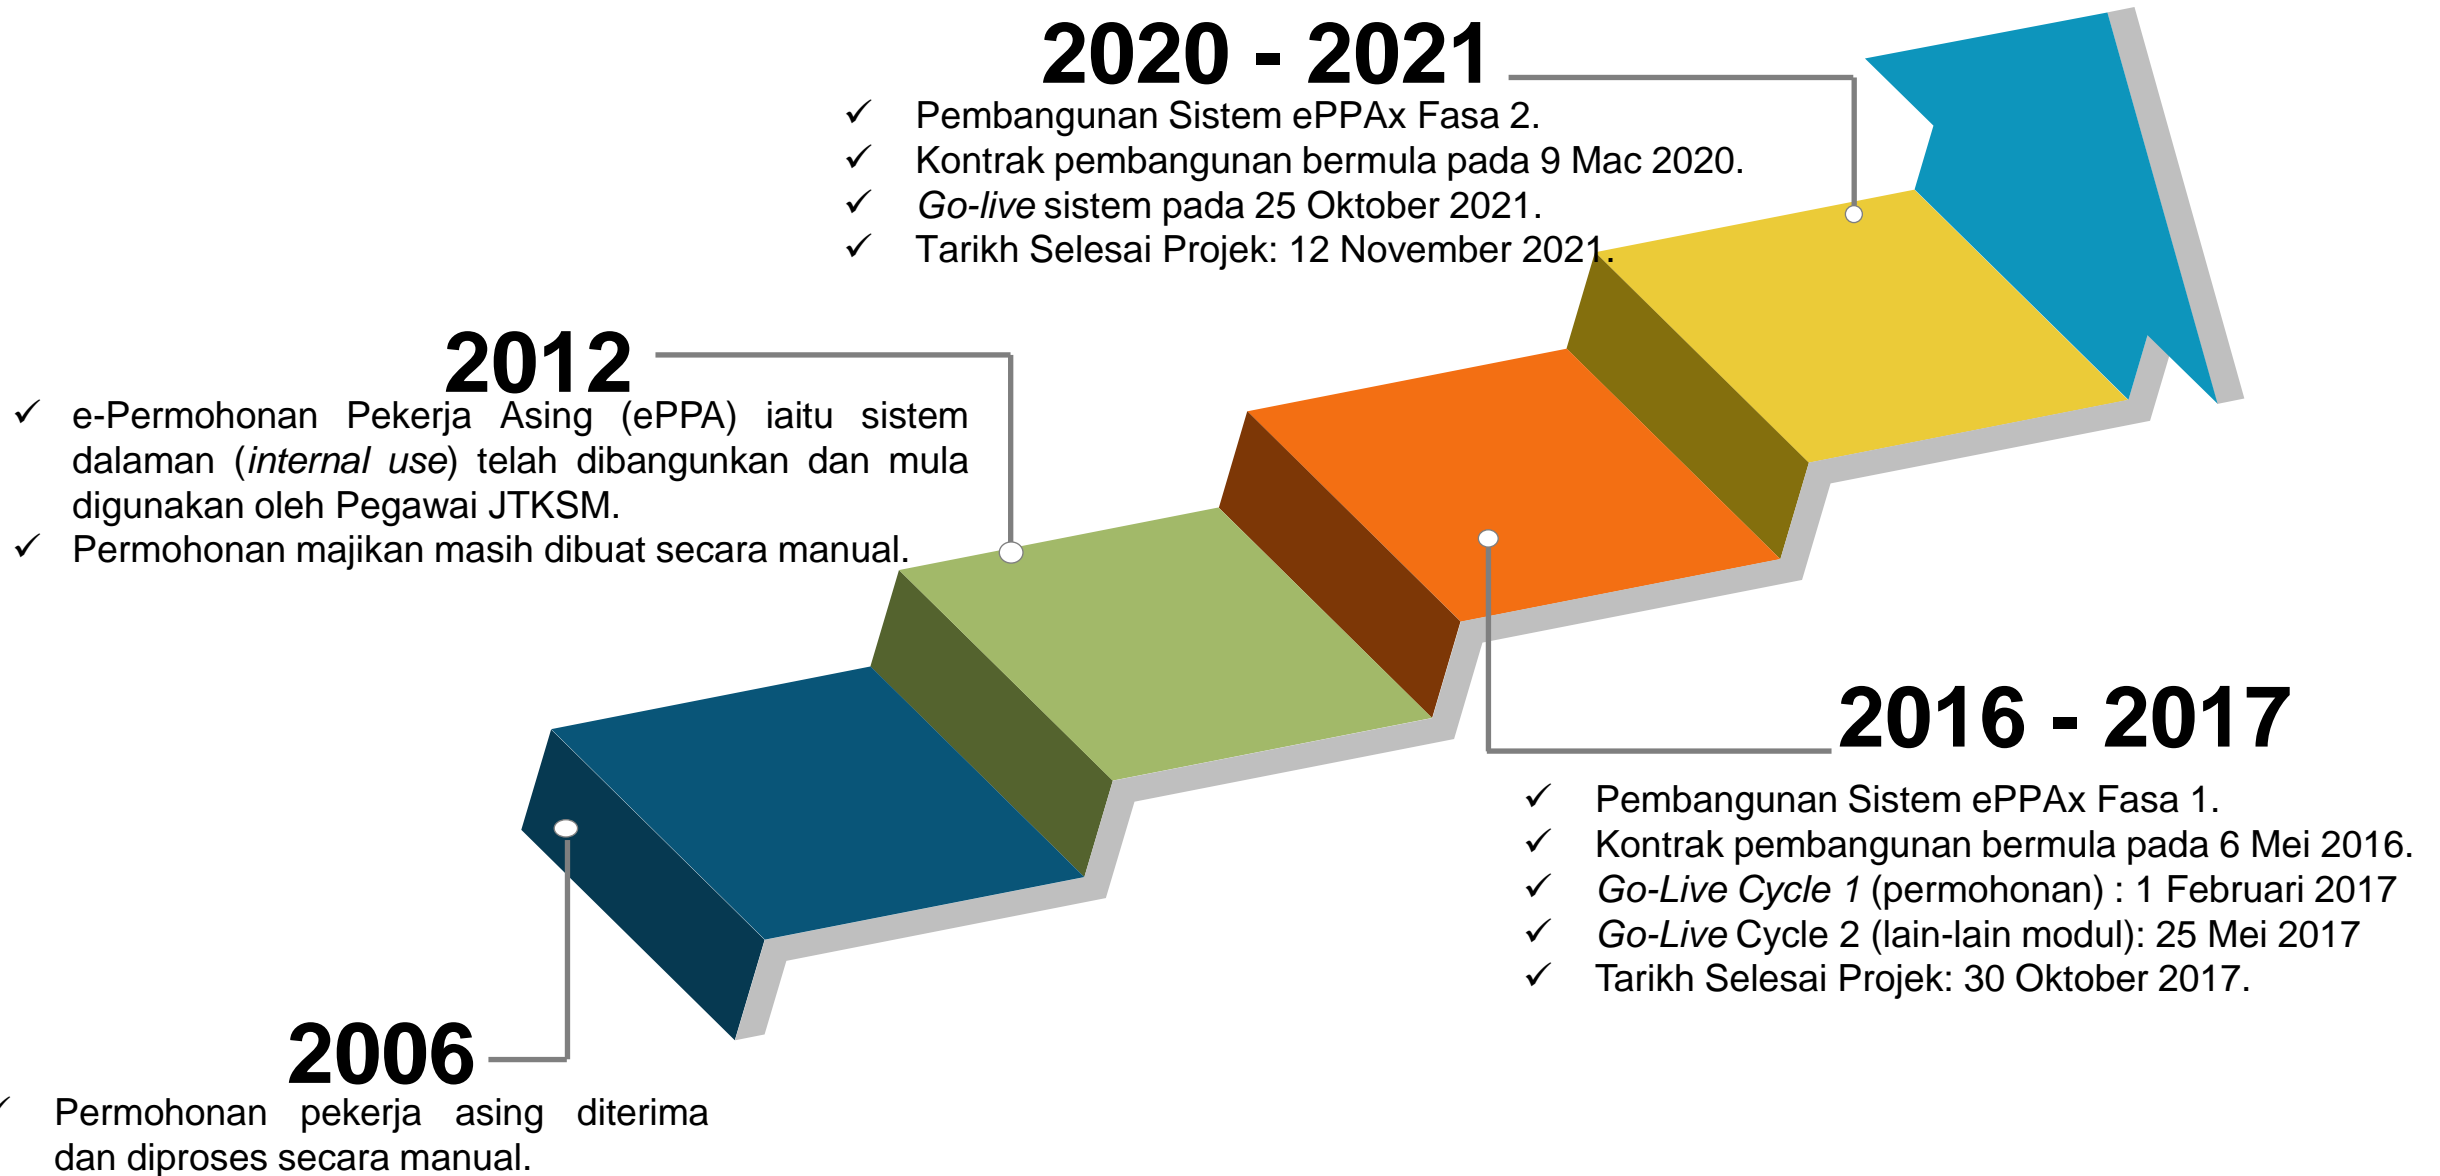 2020 - 2021
✓ Pembangunan Sistem ePPAx Fasa 2.
✓ Kontrak pembangunan bermula pada 9 Mac 2020.
✓ Go-live sistem pada 25 Oktober 2021.
✓ Tarikh Selesai Projek: 12 November 2021.
2012
✓ e-Permohonan Pekerja Asing (ePPA) iaitu sistem
dalaman (internal use) telah dibangunkan dan mula
digunakan oleh Pegawai JTKSM.
✓ Permohonan majikan masih dibuat secara manual.
2016 - 2017
✓ Pembangunan Sistem ePPAx Fasa 1.
✓ Kontrak pembangunan bermula pada 6 Mei 2016.
✓ Go-Live Cycle 1 (permohonan) : 1 Februari 2017
✓ Go-Live Cycle 2 (lain-lain modul): 25 Mei 2017
✓ Tarikh Selesai Projek: 30 Oktober 2017.
2006
✓ Permohonan pekerja asing diterima
dan diproses secara manual.